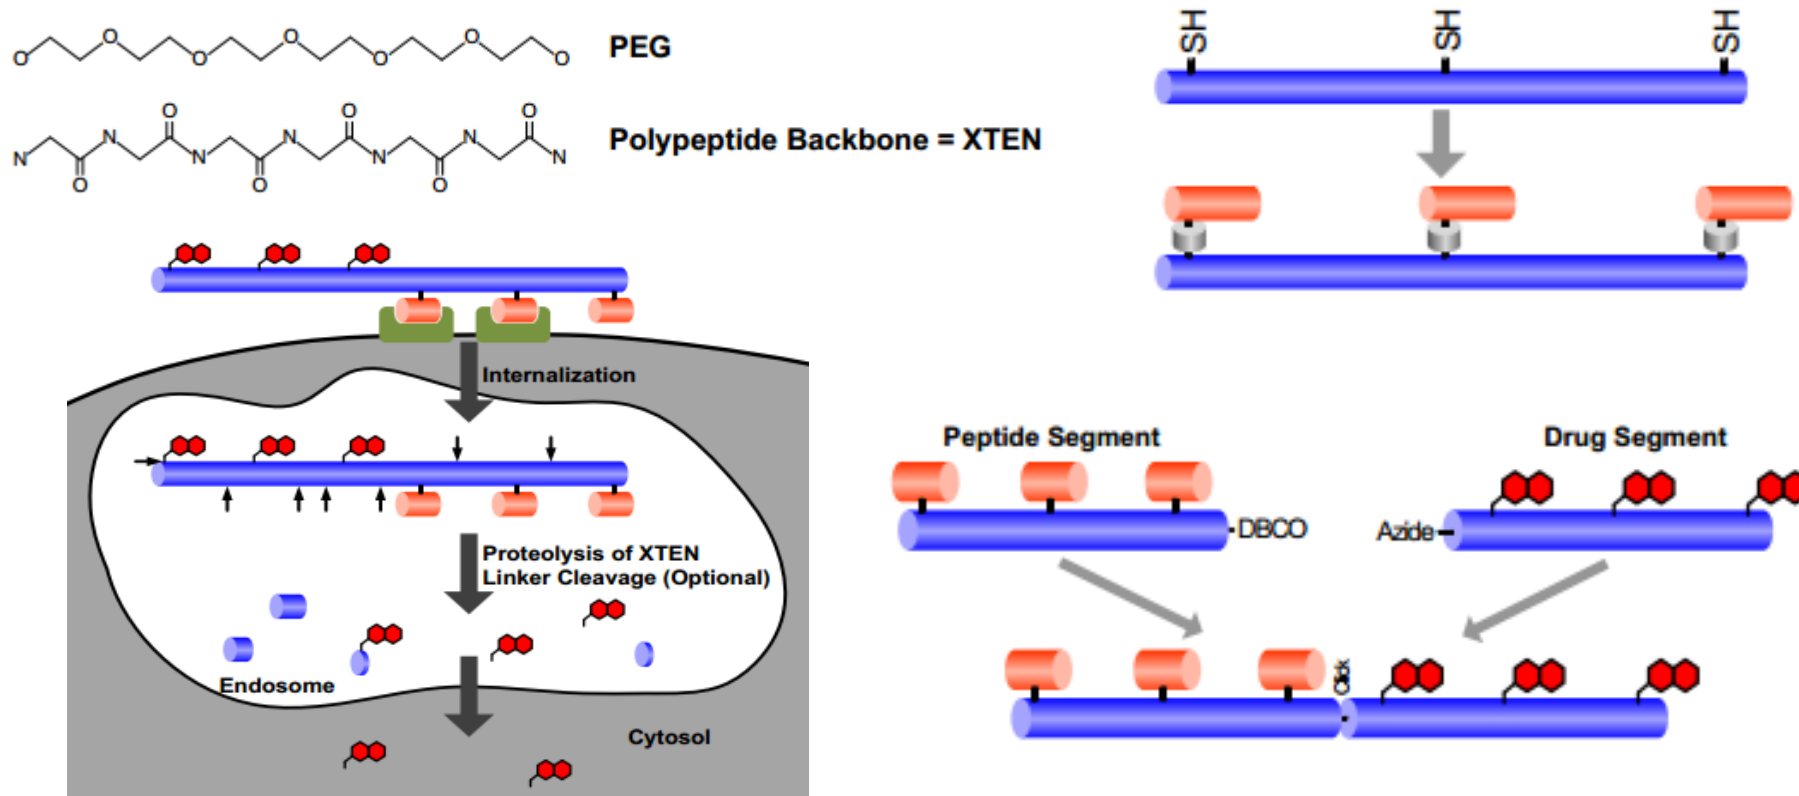 PEG
Polypeptide Backbone = XTEN
O O O O O O O
N O N O N O N O N O N O N
SH SH SH
Internalization
Proteolysis of XTEN
Linker Cleavage (Optional)
Endosome
Cytosol
Peptide Segment
Drug Segment
DBCO
Azide
Click